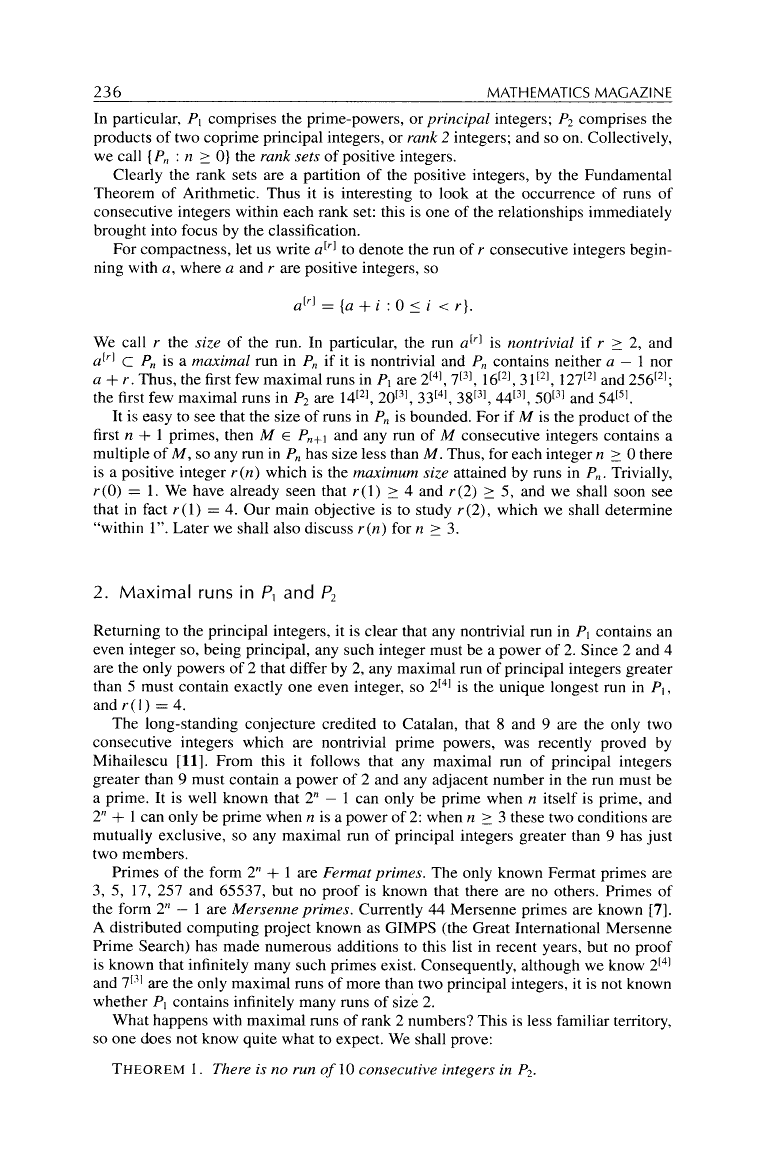 236 MATHEMATICS MAGAZINE
In particular, P₁ comprises the prime-powers, or principal integers; P₂ comprises the
products of two coprime principal integers, or rank 2 integers; and so on. Collectively,
we call {Pₙ : n ≥ 0} the rank sets of positive integers.
Clearly the rank sets are a partition of the positive integers, by the Fundamental
Theorem of Arithmetic. Thus it is interesting to look at the occurrence of runs of
consecutive integers within each rank set: this is one of the relationships immediately
brought into focus by the classification.
For compactness, let us write a^[r] to denote the run of r consecutive integers begin-
ning with a, where a and r are positive integers, so
a^[r] = {a + i : 0 ≤ i < r}.
We call r the size of the run. In particular, the run a^[r] is nontrivial if r ≥ 2, and
a^[r] ⊂ Pₙ is a maximal run in Pₙ if it is nontrivial and Pₙ contains neither a − 1 nor
a + r. Thus, the first few maximal runs in P₁ are 2^[4], 7^[3], 16^[2], 31^[2], 127^[2] and 256^[2];
the first few maximal runs in P₂ are 14^[2], 20^[3], 33^[4], 38^[3], 44^[3], 50^[3] and 54^[5].
It is easy to see that the size of runs in Pₙ is bounded. For if M is the product of the
first n + 1 primes, then M ∈ Pₙ₊₁ and any run of M consecutive integers contains a
multiple of M, so any run in Pₙ has size less than M. Thus, for each integer n ≥ 0 there
is a positive integer r(n) which is the maximum size attained by runs in Pₙ. Trivially,
r(0) = 1. We have already seen that r(1) ≥ 4 and r(2) ≥ 5, and we shall soon see
that in fact r(1) = 4. Our main objective is to study r(2), which we shall determine
“within 1”. Later we shall also discuss r(n) for n ≥ 3.
2. Maximal runs in P₁ and P₂
Returning to the principal integers, it is clear that any nontrivial run in P₁ contains an
even integer so, being principal, any such integer must be a power of 2. Since 2 and 4
are the only powers of 2 that differ by 2, any maximal run of principal integers greater
than 5 must contain exactly one even integer, so 2^[4] is the unique longest run in P₁,
and r(1) = 4.
The long-standing conjecture credited to Catalan, that 8 and 9 are the only two
consecutive integers which are nontrivial prime powers, was recently proved by
Mihailescu [11]. From this it follows that any maximal run of principal integers
greater than 9 must contain a power of 2 and any adjacent number in the run must be
a prime. It is well known that 2ⁿ − 1 can only be prime when n itself is prime, and
2ⁿ + 1 can only be prime when n is a power of 2: when n ≥ 3 these two conditions are
mutually exclusive, so any maximal run of principal integers greater than 9 has just
two members.
Primes of the form 2ⁿ + 1 are Fermat primes. The only known Fermat primes are
3, 5, 17, 257 and 65537, but no proof is known that there are no others. Primes of
the form 2ⁿ − 1 are Mersenne primes. Currently 44 Mersenne primes are known [7].
A distributed computing project known as GIMPS (the Great International Mersenne
Prime Search) has made numerous additions to this list in recent years, but no proof
is known that infinitely many such primes exist. Consequently, although we know 2^[4]
and 7^[3] are the only maximal runs of more than two principal integers, it is not known
whether P₁ contains infinitely many runs of size 2.
What happens with maximal runs of rank 2 numbers? This is less familiar territory,
so one does not know quite what to expect. We shall prove:
THEOREM 1. There is no run of 10 consecutive integers in P₂.